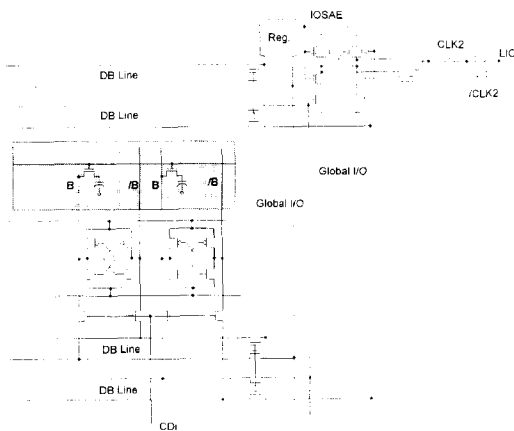 IOSAE
Reg.
CLK2
LIO
/CLK2
DB Line
DB Line
Global I/O
B
/B
B
/B
Global I/O
DB Line
DB Line
CDi